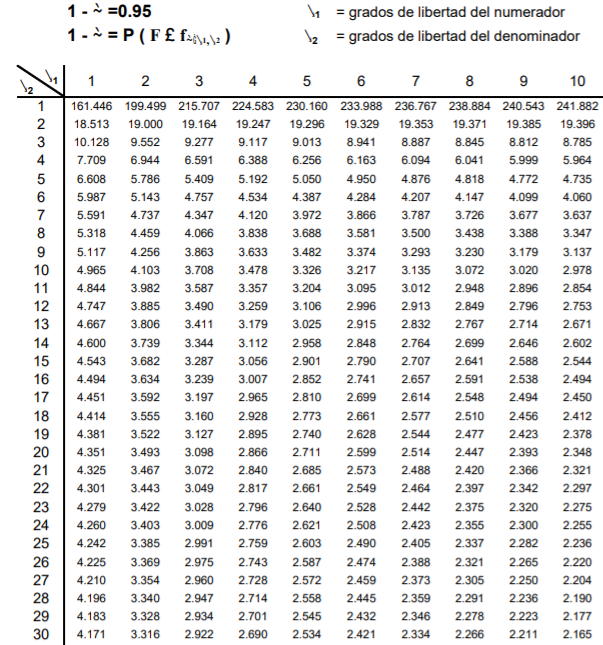 1 - ~ =0.95 \1 = grados de libertad del numerador
1 - ~ = P ( F £ f~\1,\2 ) \2 = grados de libertad del denominador
\2 \1 1 2 3 4 5 6 7 8 9 10
1 161.446 199.499 215.707 224.583 230.160 233.988 236.767 238.884 240.543 241.882
2 18.513 19.000 19.164 19.247 19.296 19.329 19.353 19.371 19.385 19.396
3 10.128 9.552 9.277 9.117 9.013 8.941 8.887 8.845 8.812 8.785
4 7.709 6.944 6.591 6.388 6.256 6.163 6.094 6.041 5.999 5.964
5 6.608 5.786 5.409 5.192 5.050 4.950 4.876 4.818 4.772 4.735
6 5.987 5.143 4.757 4.534 4.387 4.284 4.207 4.147 4.099 4.060
7 5.591 4.737 4.347 4.120 3.972 3.866 3.787 3.726 3.677 3.637
8 5.318 4.459 4.066 3.838 3.688 3.581 3.500 3.438 3.388 3.347
9 5.117 4.256 3.863 3.633 3.482 3.374 3.293 3.230 3.179 3.137
10 4.965 4.103 3.708 3.478 3.326 3.217 3.135 3.072 3.020 2.978
11 4.844 3.982 3.587 3.357 3.204 3.095 3.012 2.948 2.896 2.854
12 4.747 3.885 3.490 3.259 3.106 2.996 2.913 2.849 2.796 2.753
13 4.667 3.806 3.411 3.179 3.025 2.915 2.832 2.767 2.714 2.671
14 4.600 3.739 3.344 3.112 2.958 2.848 2.764 2.699 2.646 2.602
15 4.543 3.682 3.287 3.056 2.901 2.790 2.707 2.641 2.588 2.544
16 4.494 3.634 3.239 3.007 2.852 2.741 2.657 2.591 2.538 2.494
17 4.451 3.592 3.197 2.965 2.810 2.699 2.614 2.548 2.494 2.450
18 4.414 3.555 3.160 2.928 2.773 2.661 2.577 2.510 2.456 2.412
19 4.381 3.522 3.127 2.895 2.740 2.628 2.544 2.477 2.423 2.378
20 4.351 3.493 3.098 2.866 2.711 2.599 2.514 2.447 2.393 2.348
21 4.325 3.467 3.072 2.840 2.685 2.573 2.488 2.420 2.366 2.321
22 4.301 3.443 3.049 2.817 2.661 2.549 2.464 2.397 2.342 2.297
23 4.279 3.422 3.028 2.796 2.640 2.528 2.442 2.375 2.320 2.275
24 4.260 3.403 3.009 2.776 2.621 2.508 2.423 2.355 2.300 2.255
25 4.242 3.385 2.991 2.759 2.603 2.490 2.405 2.337 2.282 2.236
26 4.225 3.369 2.975 2.743 2.587 2.474 2.388 2.321 2.265 2.220
27 4.210 3.354 2.960 2.728 2.572 2.459 2.373 2.305 2.250 2.204
28 4.196 3.340 2.947 2.714 2.558 2.445 2.359 2.291 2.236 2.190
29 4.183 3.328 2.934 2.701 2.545 2.432 2.346 2.278 2.223 2.177
30 4.171 3.316 2.922 2.690 2.534 2.421 2.334 2.266 2.211 2.165